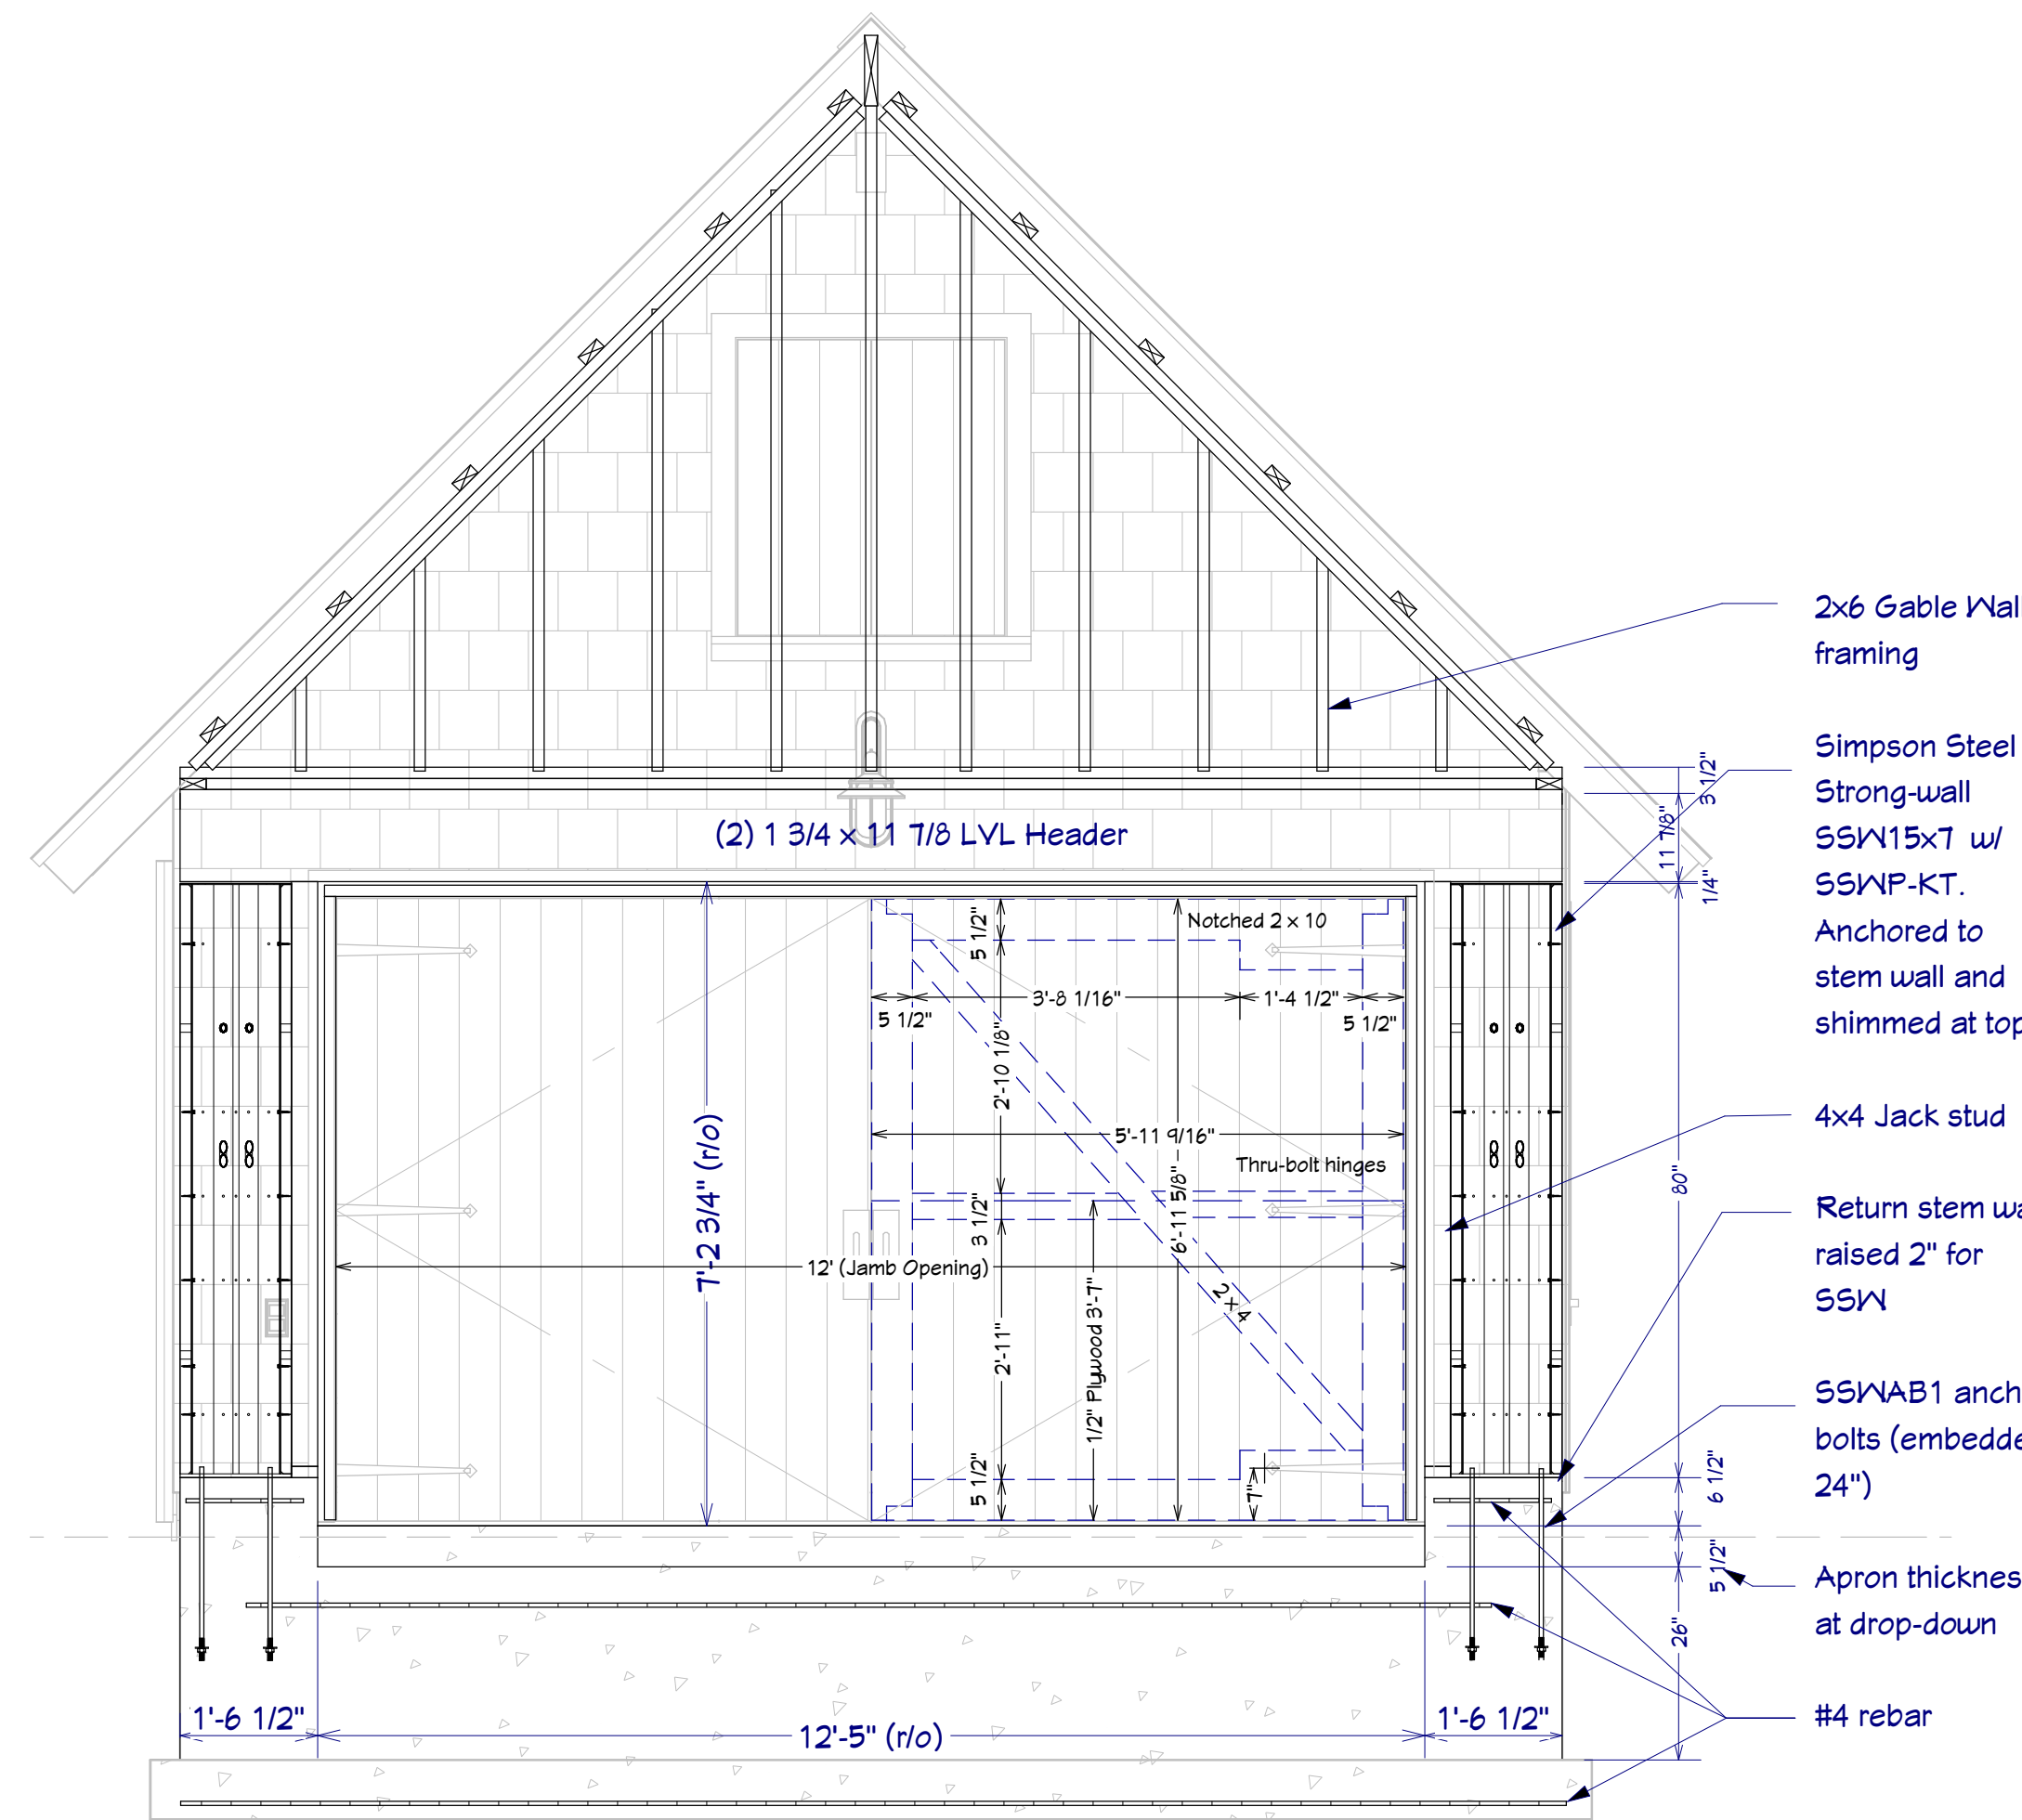 2x6 Gable Wall
framing
Simpson Steel
Strong-wall
SSW15x7 w/
SSWP-KT.
Anchored to
stem wall and
shimmed at top
4x4 Jack stud
Return stem wa
raised 2" for
SSW
SSWAB1 anch
bolts (embedde
24")
Apron thicknes
at drop-down
#4 rebar
3 1/2"
11 7/8"
1/4"
80"
6 1/2"
5 1/2"
26"
(2) 1 3/4 x 11 7/8 LVL Header
Notched 2 x 10
5 1/2"
3'-8 1/16"
1'-4 1/2"
5 1/2"
5 1/2"
2'-10 1/8"
5'-11 9/16"
Thru-bolt hinges
7'-2 3/4" (r/o)
6'-11 5/8"
3 1/2"
12' (Jamb Opening)
2 x 4
2'-11"
1/2" Plywood 3'-7"
5 1/2"
7"
1'-6 1/2"
12'-5" (r/o)
1'-6 1/2"